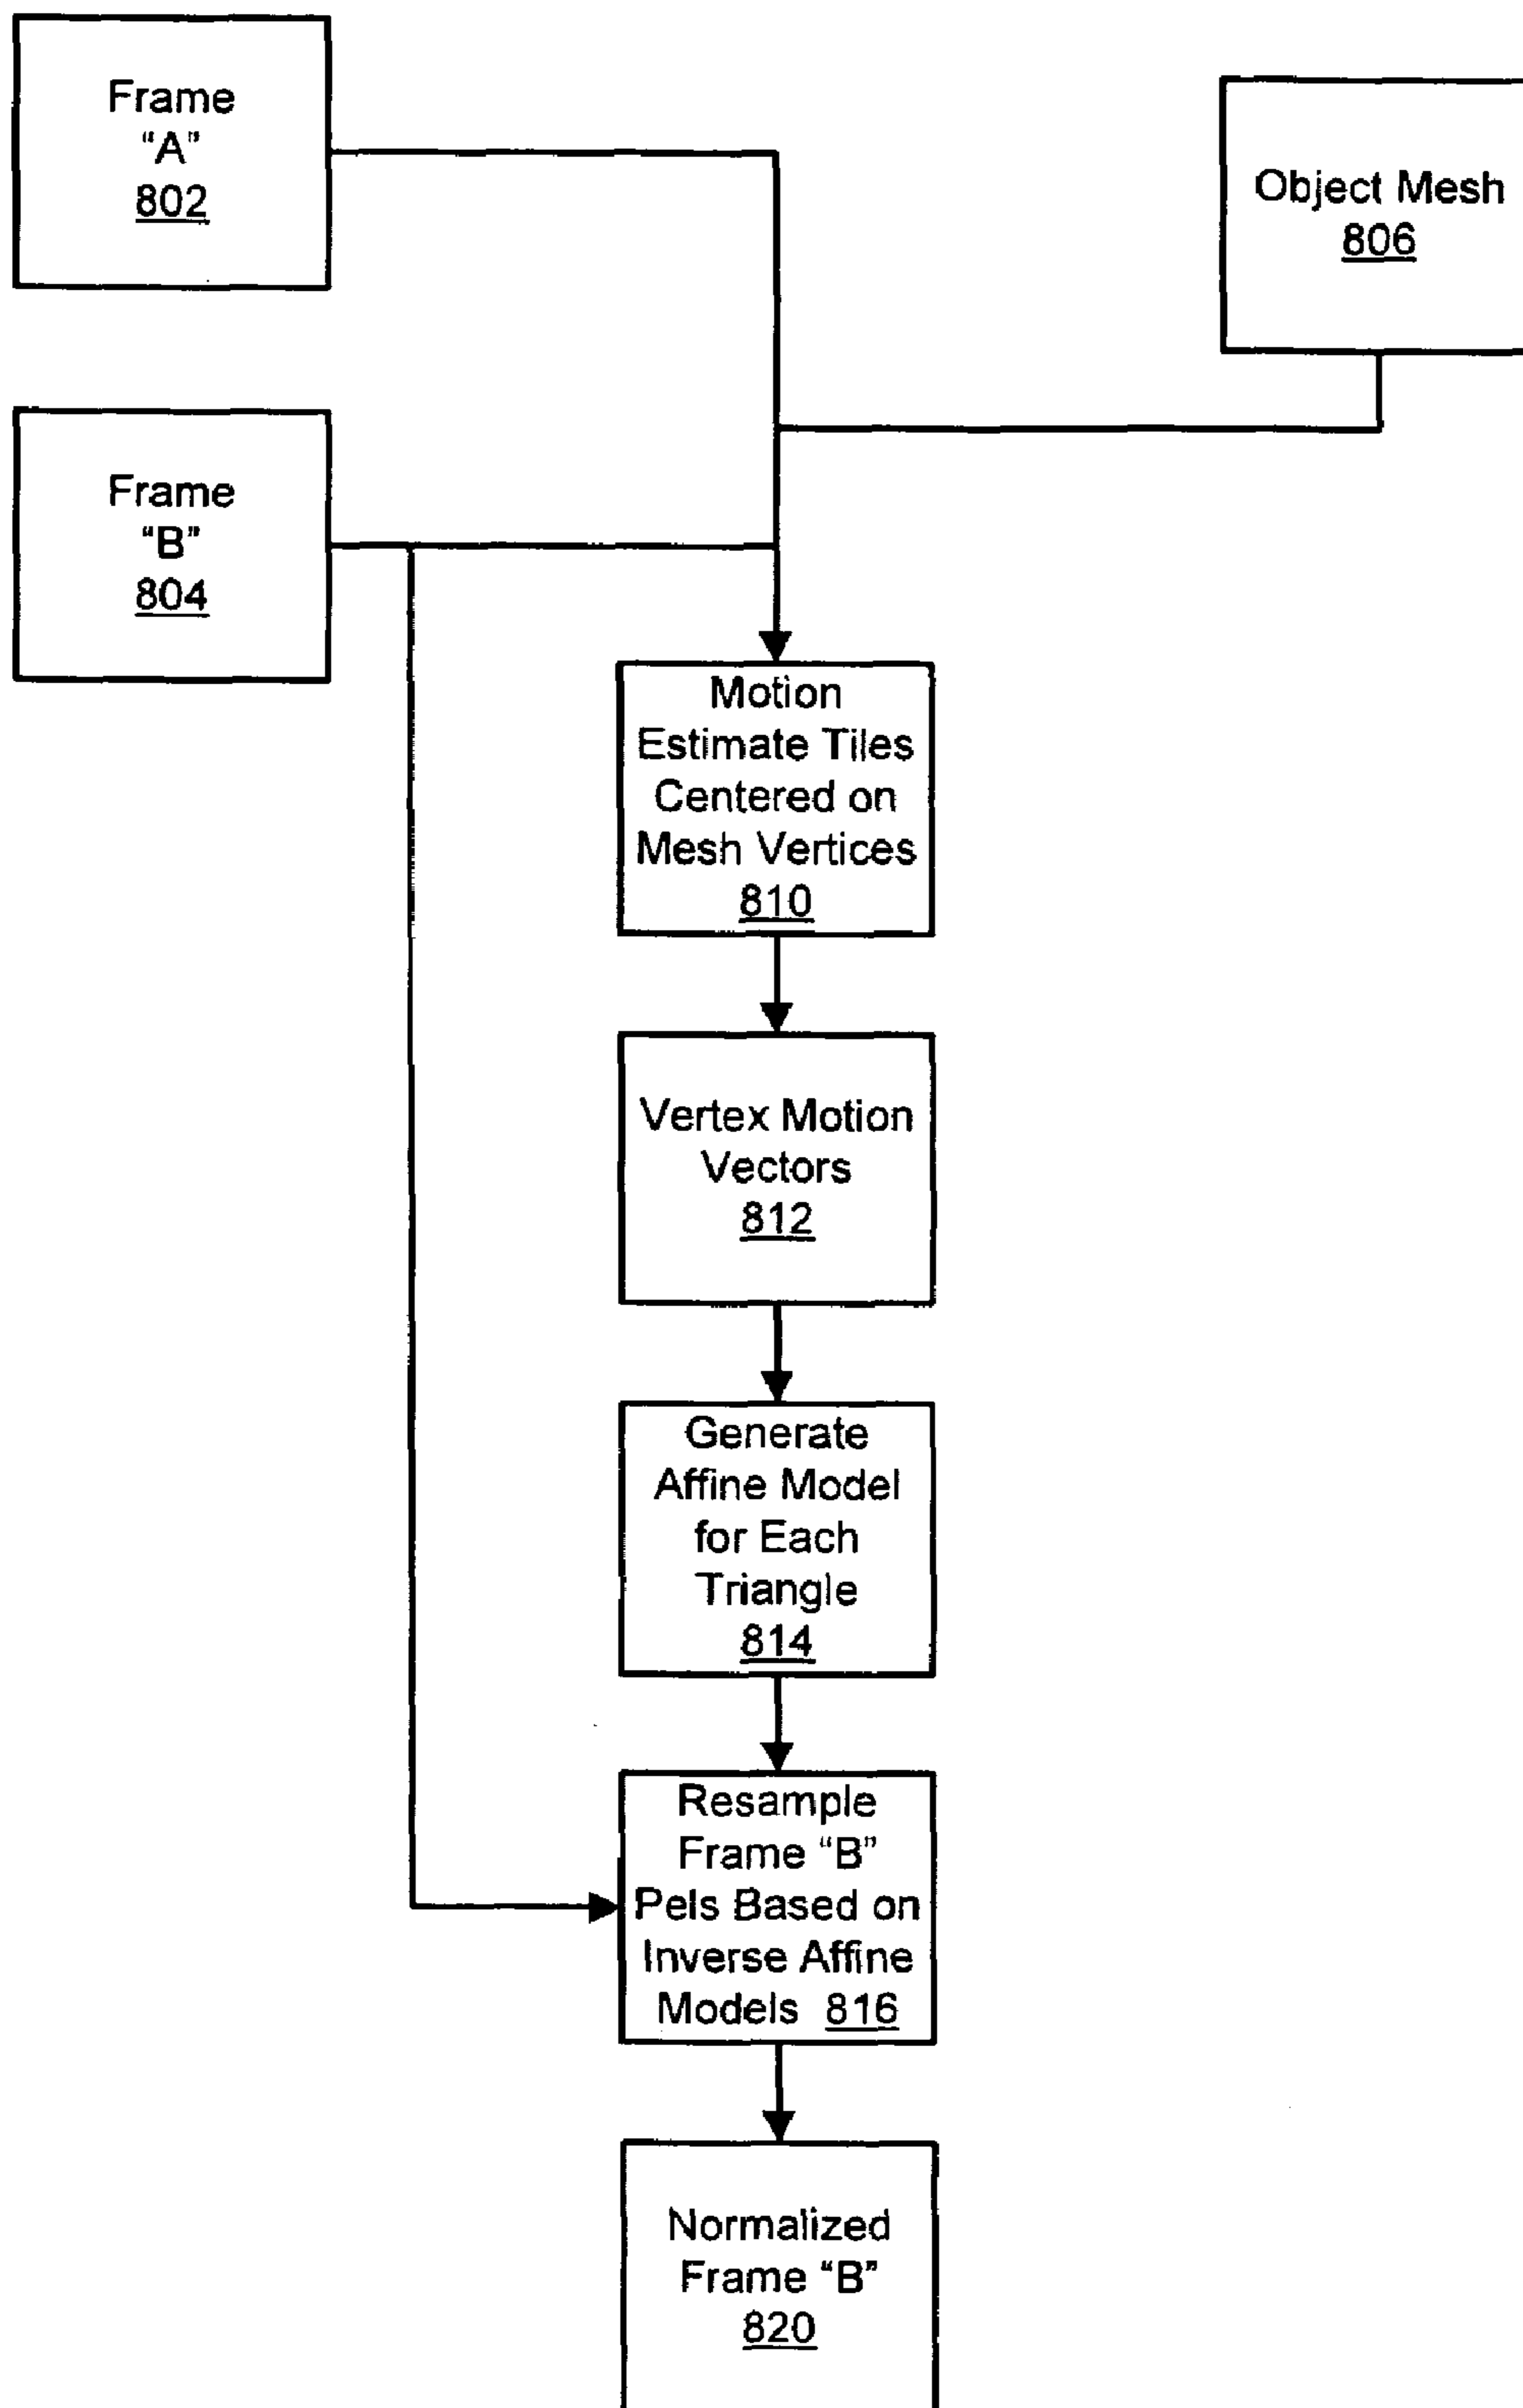 Frame
“A”
802
Object Mesh
806
Frame
“B”
804
Motion
Estimate Tiles
Centered on
Mesh Vertices
810
Vertex Motion
Vectors
812
Generate
Affine Model
for Each
Triangle
814
Resample
Frame “B”
Pels Based on
Inverse Affine
Models 816
Normalized
Frame “B”
820